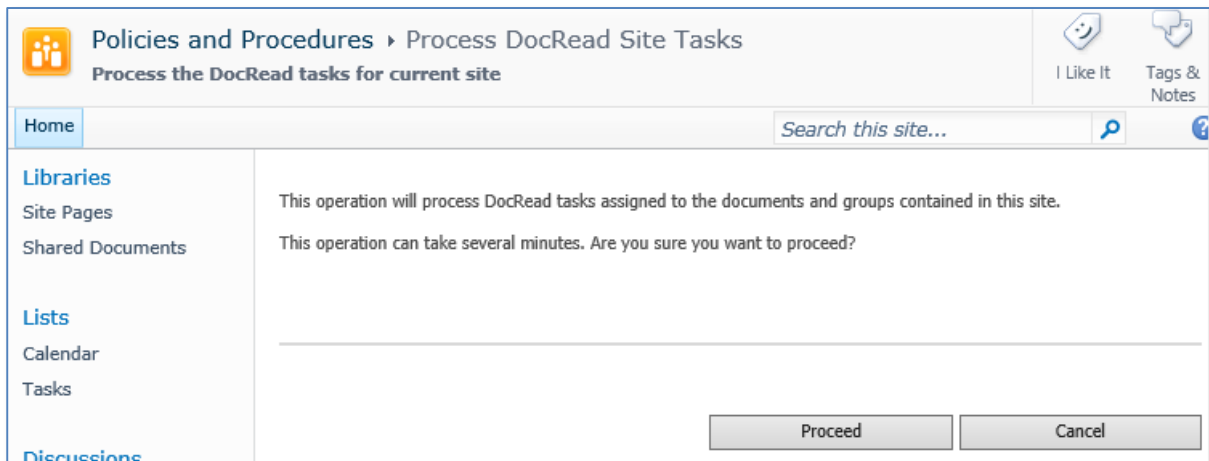 Policies and Procedures ▸ Process DocRead Site Tasks
Process the DocRead tasks for current site
I Like It
Tags &
Notes
Home
Search this site...
Libraries
Site Pages
Shared Documents
Lists
Calendar
Tasks
Discussions
This operation will process DocRead tasks assigned to the documents and groups contained in this site.
This operation can take several minutes. Are you sure you want to proceed?
Proceed
Cancel